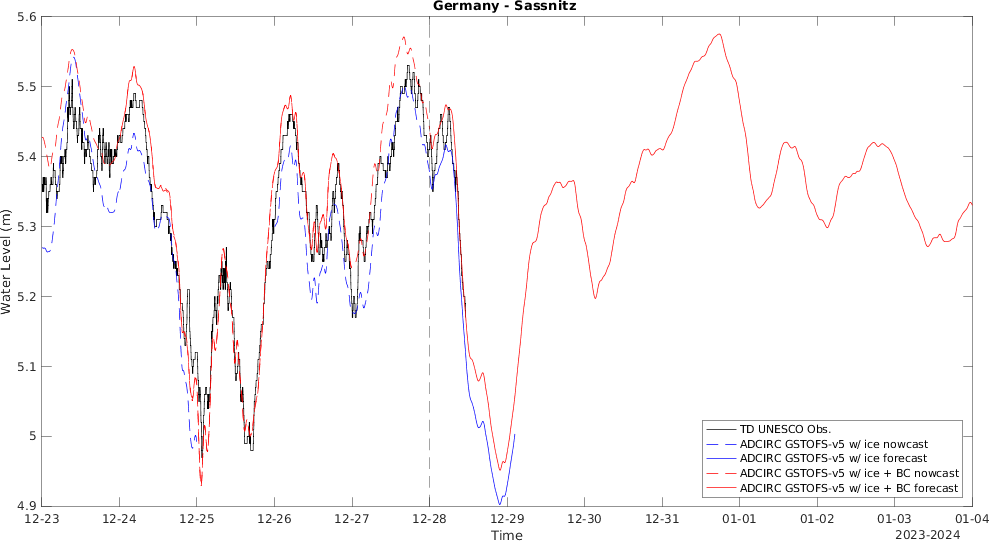 Germany - Sassnitz
5.6
5.5
5.4
5.3
5.2
5.1
5
4.9
Water Level (m)
12-23 12-24 12-25 12-26 12-27 12-28 12-29 12-30 12-31 01-01 01-02 01-03 01-04
Time
2023-2024
TD UNESCO Obs.
ADCIRC GSTOFS-v5 w/ ice nowcast
ADCIRC GSTOFS-v5 w/ ice forecast
ADCIRC GSTOFS-v5 w/ ice + BC nowcast
ADCIRC GSTOFS-v5 w/ ice + BC forecast